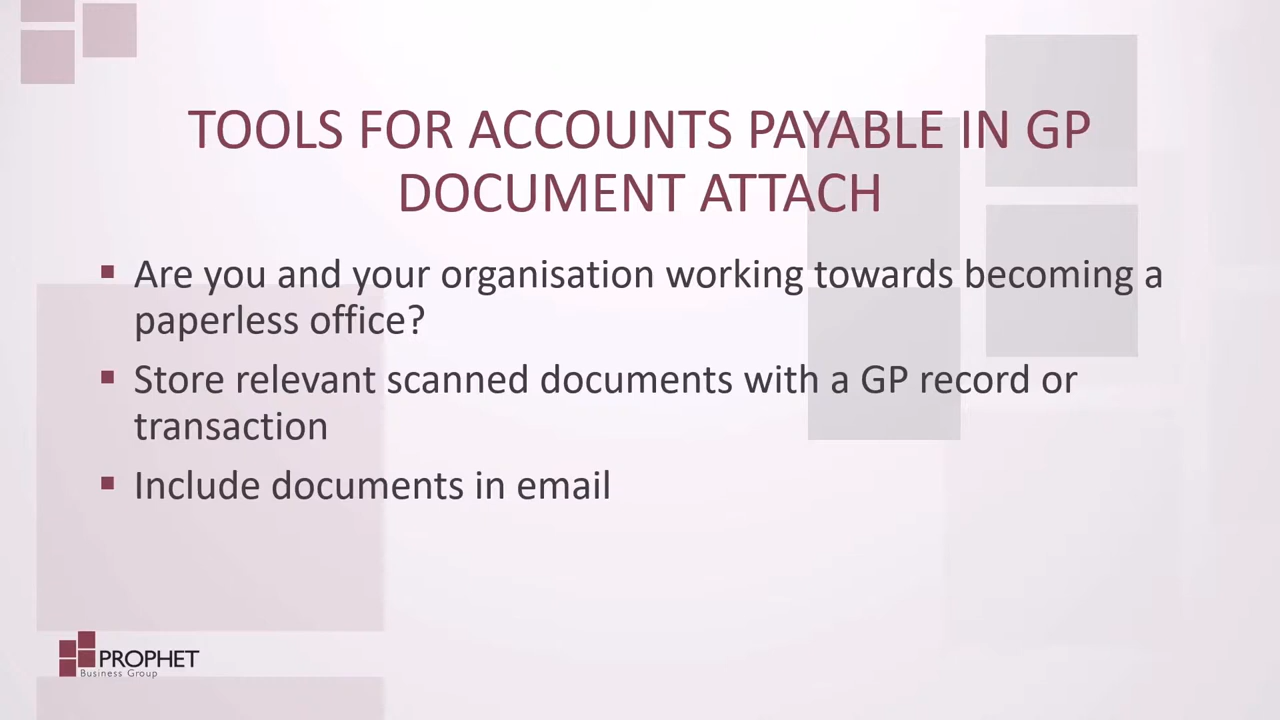 TOOLS FOR ACCOUNTS PAYABLE IN GP
DOCUMENT ATTACH
▪ Are you and your organisation working towards becoming a
paperless office?
▪ Store relevant scanned documents with a GP record or
transaction
▪ Include documents in email
PROPHET
Business Group